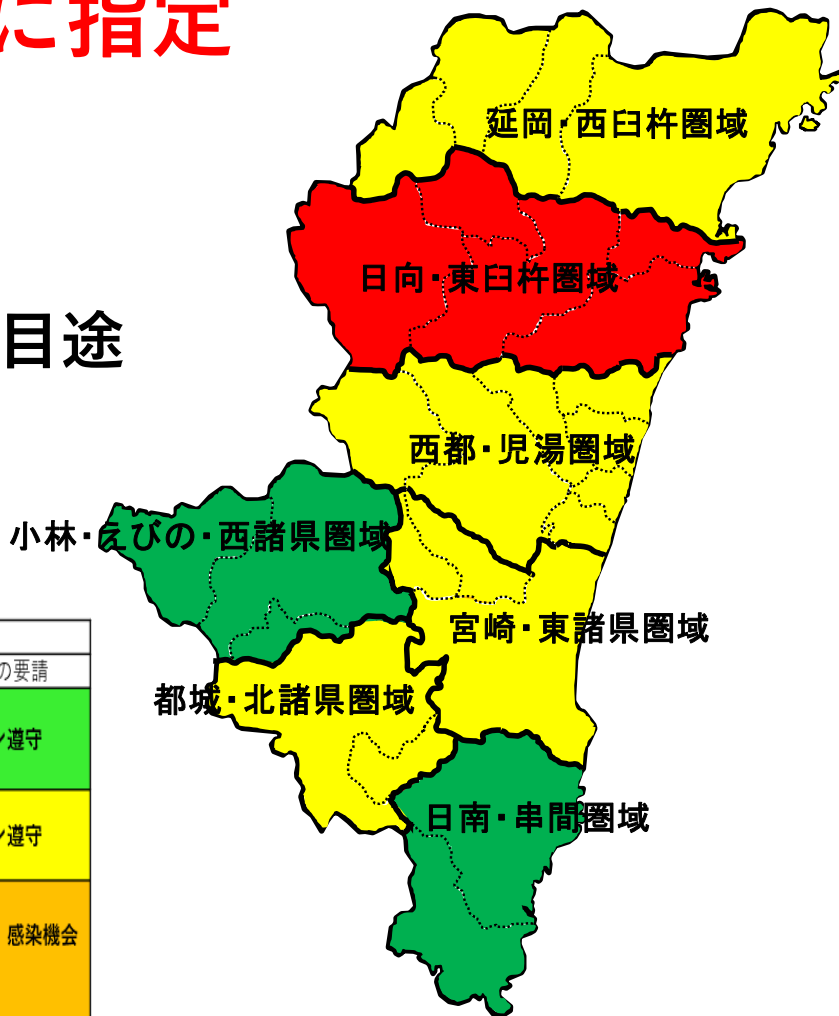 に指定
延岡・西臼杵圏域
日向・東臼杵圏域
目途
西都・児湯圏域
小林・えびの・西諸県圏域
宮崎・東諸県圏域
の要請
都城・北諸県圏域
ン遵守
日南・串間圏域
ン遵守
感染機会